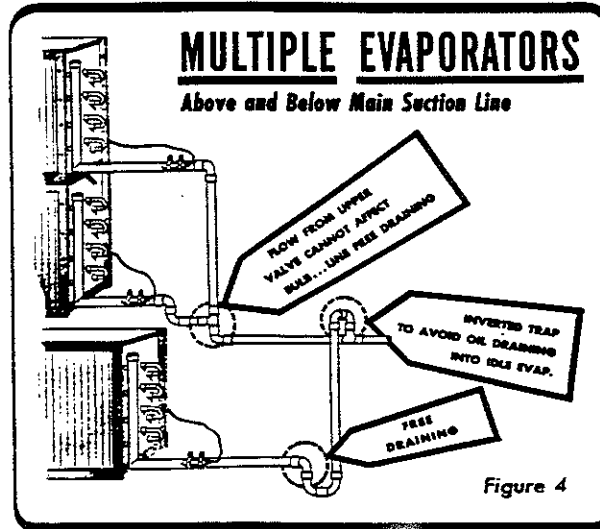 MULTIPLE EVAPORATORS
Above and Below Main Suction Line
FLOW FROM UPPER
VALVE CANNOT AFFECT
BULB...LINE FREE DRAINING
INVERTED TRAP
TO AVOID OIL DRAINING
INTO IDLE EVAP.
FREE
DRAINING
Figure 4